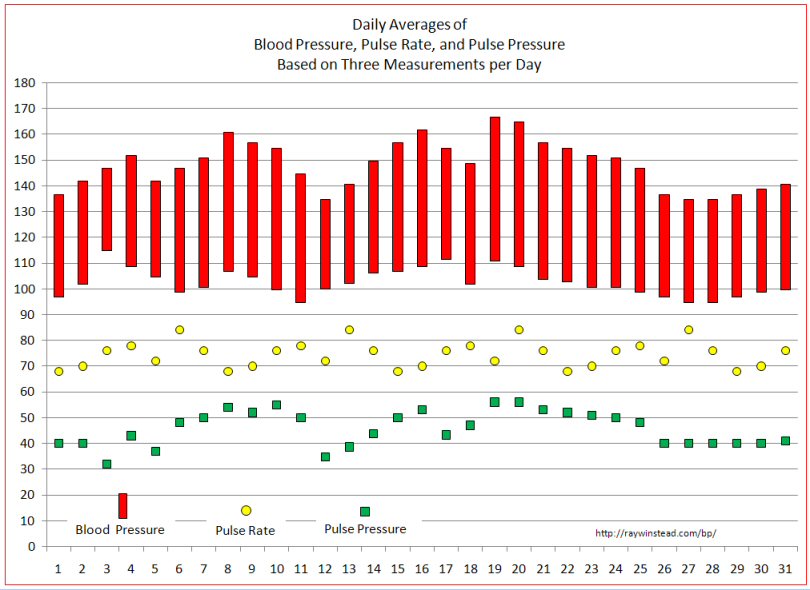 Daily Averages of
Blood Pressure, Pulse Rate, and Pulse Pressure
Based on Three Measurements per Day
180
170
160
150
140
130
120
110
100
90
80
70
60
50
40
30
20
10
0
Blood Pressure
Pulse Rate
Pulse Pressure
http://raywinstead.com/bp/
1 2 3 4 5 6 7 8 9 10 11 12 13 14 15 16 17 18 19 20 21 22 23 24 25 26 27 28 29 30 31